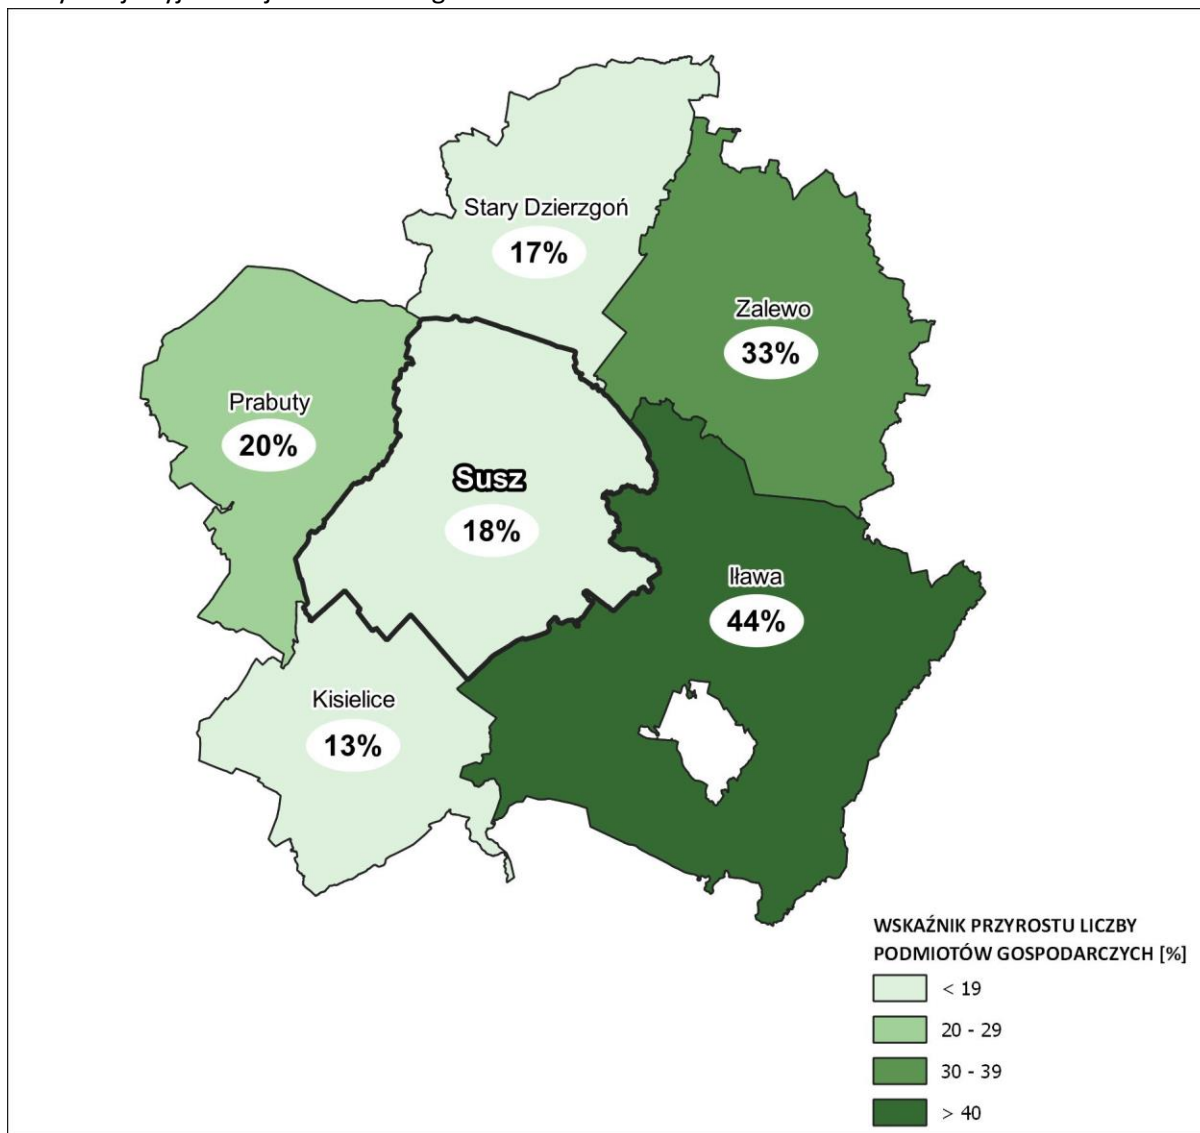 Stary Dzierzgoń
17%
Zalewo
33%
Prabuty
20%
Susz
18%
Iława
44%
Kisielice
13%
WSKAŹNIK PRZYROSTU LICZBY
PODMIOTÓW GOSPODARCZYCH [%]
< 19
20 - 29
30 - 39
> 40